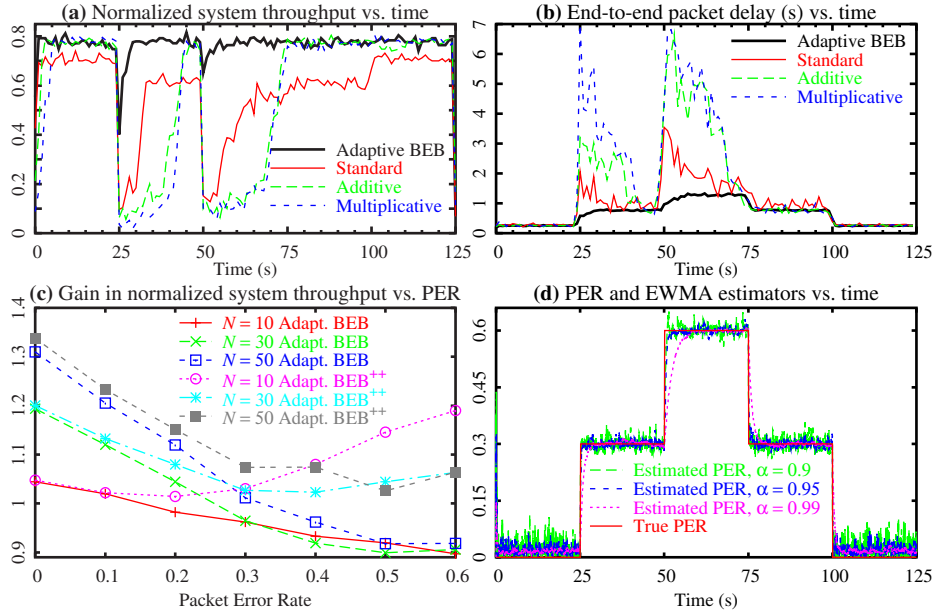 (a) Normalized system throughput vs. time
0.8
0.6
0.4
0.2
0
Adaptive BEB
Standard
Additive
Multiplicative
0 25 50 75 100 125
Time (s)
(b) End-to-end packet delay (s) vs. time
7
6
5
4
3
2
1
0
Adaptive BEB
Standard
Additive
Multiplicative
0 25 50 75 100 125
Time (s)
(c) Gain in normalized system throughput vs. PER
1.4
1.3
1.2
1.1
1
0.9
N = 10 Adapt. BEB
N = 30 Adapt. BEB
N = 50 Adapt. BEB
N = 10 Adapt. BEB++
N = 30 Adapt. BEB++
N = 50 Adapt. BEB++
0 0.1 0.2 0.3 0.4 0.5 0.6
Packet Error Rate
(d) PER and EWMA estimators vs. time
0.6
0.45
0.3
0.15
0
Estimated PER, α = 0.9
Estimated PER, α = 0.95
Estimated PER, α = 0.99
True PER
0 25 50 75 100 125
Time (s)